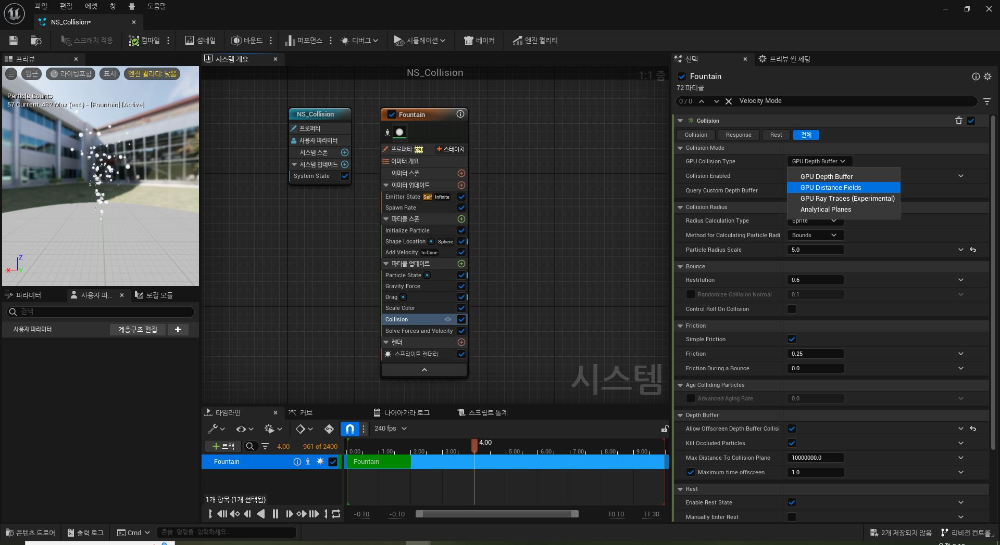 파일 편집 에셋 창 툴 도움말
NS_Collision*
스크래치 적용 컴파일 섬네일 바운드 퍼포먼스 디버그 시뮬레이션 베이커 엔진 퀄리티
프리뷰
원근 라이팅포함 표시 엔진 퀄리티: 낮음
Particle Counts
57 Current, 432 Max (est.) - [Fountain] [Active]
Z
X Y
파라미터 사용자 파... 로컬 모듈
검색
사용자 파라미터 계층구조 편집
시스템 개요
NS_Collision
1:1 줌
NS_Collision
프로퍼티
사용자 파라미터
시스템 스폰
시스템 업데이트
System State
Fountain
프로퍼티 GPU 스테이지
이미터 개요
이미터 스폰
이미터 업데이트
Emitter State Self Infinite
Spawn Rate
파티클 스폰
Initialize Particle
Shape Location Sphere
Add Velocity In Cone
파티클 업데이트
Particle State
Gravity Force
Drag
Scale Color
Collision
Solve Forces and Velocity
렌더
스프라이트 렌더러
시스템
타임라인 커브 나이아가라 로그 스크립트 통계
240 fps
트랙 4.00 961 of 2400
4.00
0.00 1.00 2.00 3.00 5.00 6.00 7.00 8.00 9.00
Fountain
Fountain
1개 항목 (1개 선택됨)
-0.10 -0.10 10.10 11.38
선택 프리뷰 씬 세팅
Fountain
72 파티클
0 / 0 Velocity Mode
Collision
Collision Response Rest 전체
Collision Mode
GPU Collision Type GPU Depth Buffer
Collision Enabled
Query Custom Depth Buffer
GPU Depth Buffer
GPU Distance Fields
GPU Ray Traces (Experimental)
Analytical Planes
Collision Radius
Radius Calculation Type Sprite
Method for Calculating Particle Radi Bounds
Particle Radius Scale 5.0
Bounce
Restitution 0.6
Randomize Collision Normal 0.1
Control Roll On Collision
Friction
Simple Friction
Friction 0.25
Friction During a Bounce 0.0
Age Colliding Particles
Advanced Aging Rate 0.0
Depth Buffer
Allow Offscreen Depth Buffer Collisi
Kill Occluded Particles
Max Distance To Collision Plane 10000000.0
Maximum time offscreen 1.0
Rest
Enable Rest State
Manually Enter Rest
콘텐츠 드로어 출력 로그 Cmd 콘솔 명령을 입력하세요.
2개 저장되지 않음 리비전 컨트롤